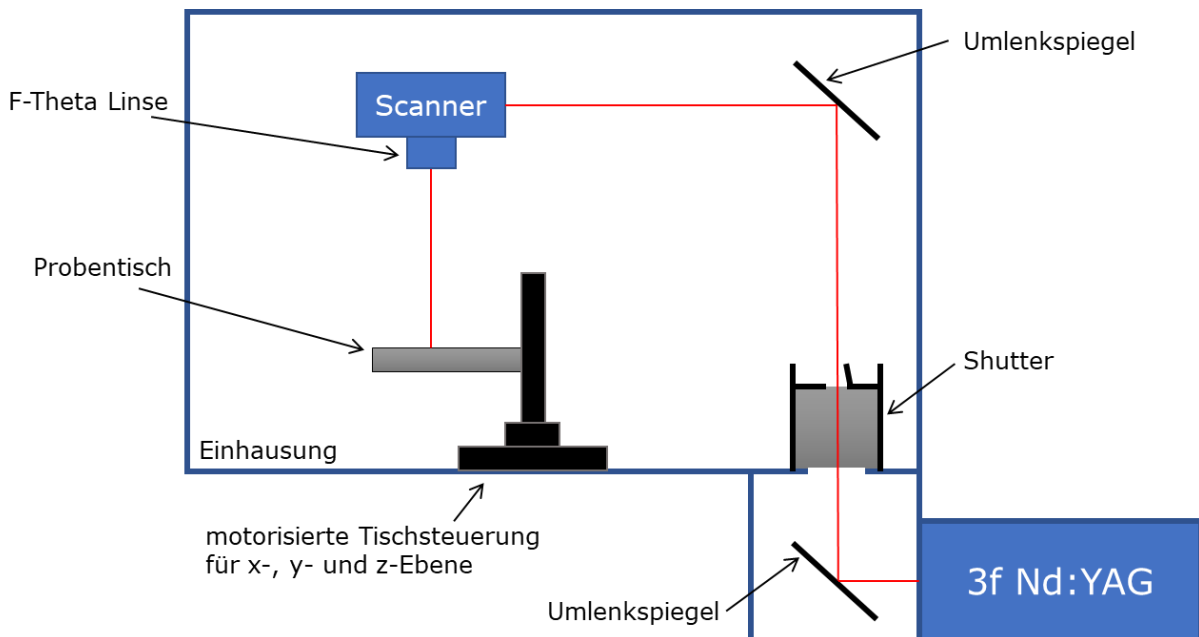 Umlenkspiegel
F-Theta Linse
Scanner
Probentisch
Shutter
Einhausung
motorisierte Tischsteuerung
für x-, y- und z-Ebene
3f Nd:YAG
Umlenkspiegel